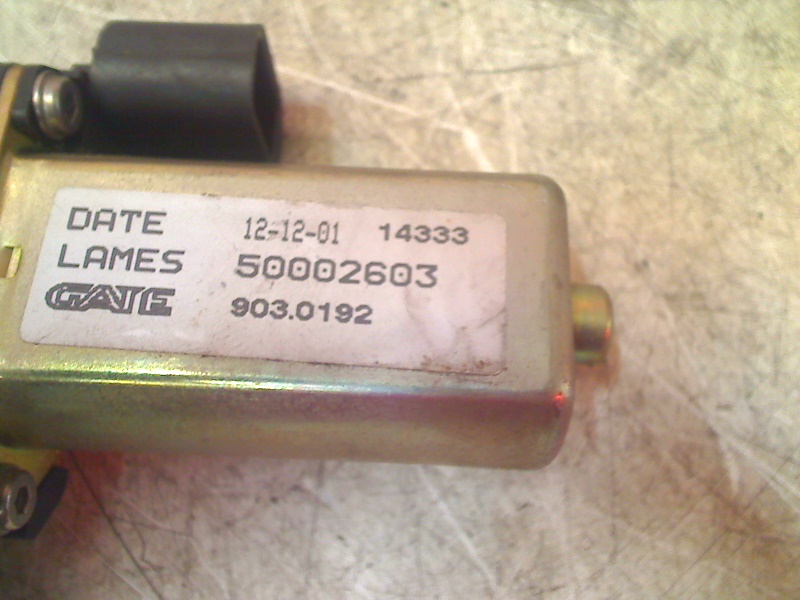 DATE 12-12-01 14333
LAMES 50002603
GATE 903.0192